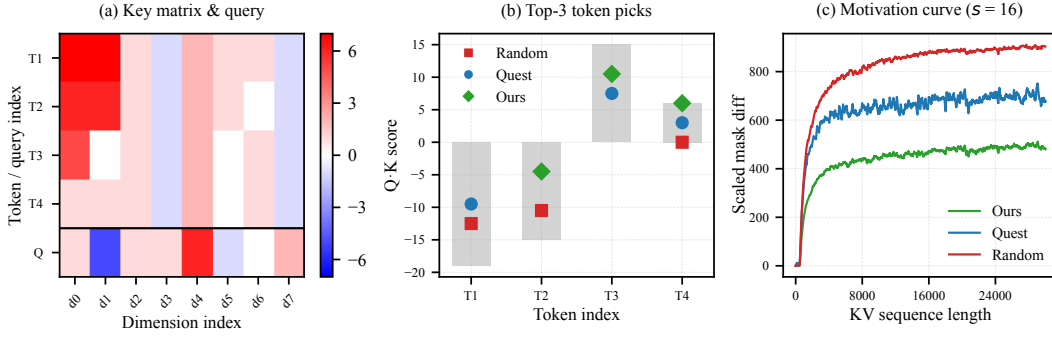 (a) Key matrix & query
Token / query index
T1
T2
T3
T4
Q
d0 d1 d2 d3 d4 d5 d6 d7
Dimension index
6
3
0
−3
−6
(b) Top-3 token picks
Q·K score
15
10
5
0
−5
−10
−15
−20
Random
Quest
Ours
T1 T2 T3 T4
Token index
(c) Motivation curve (s = 16)
Scaled mask diff
800
600
400
200
0
Ours
Quest
Random
0 8000 16000 24000
KV sequence length